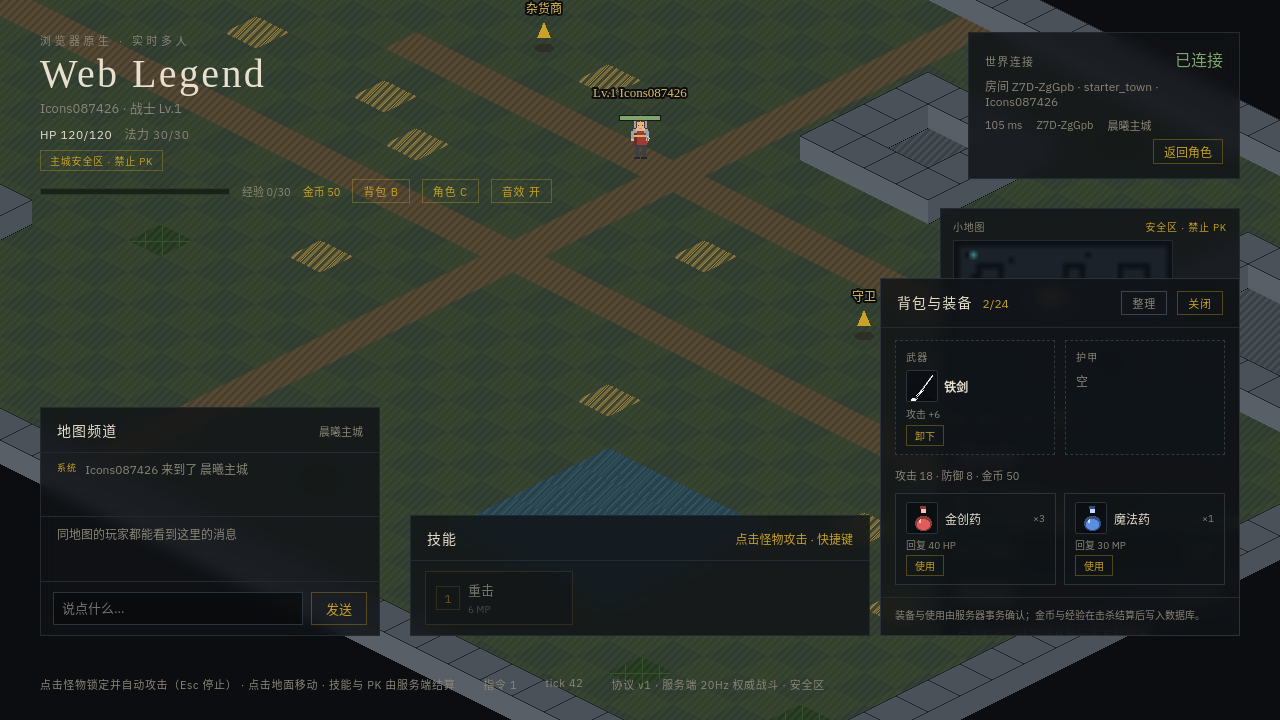 浏览器原生 · 实时多人
Web Legend
Icons087426 · 战士 Lv.1
HP 120/120 法力 30/30
主城安全区 · 禁止 PK
经验 0/30 金币 50 背包 B 角色 C 音效 开
杂货商
Lv.1 Icons087426
守卫
世界连接 已连接
房间 Z7D-ZgGpb · starter_town ·
Icons087426
105 ms Z7D-ZgGpb 晨曦主城
返回角色
小地图 安全区 · 禁止 PK
背包与装备 2/24 整理 关闭
武器
铁剑
攻击 +6
卸下
护甲
空
攻击 18 · 防御 8 · 金币 50
金创药 ×3
回复 40 HP
使用
魔法药 ×1
回复 30 MP
使用
装备与使用由服务器事务确认；金币与经验在击杀结算后写入数据库。
地图频道 晨曦主城
系统 Icons087426 来到了 晨曦主城
同地图的玩家都能看到这里的消息
说点什么... 发送
技能 点击怪物攻击 · 快捷键
1 重击
6 MP
点击怪物锁定并自动攻击（Esc 停止） · 点击地面移动 · 技能与 PK 由服务端结算 指令 1 tick 42 协议 v1 · 服务端 20Hz 权威战斗 · 安全区